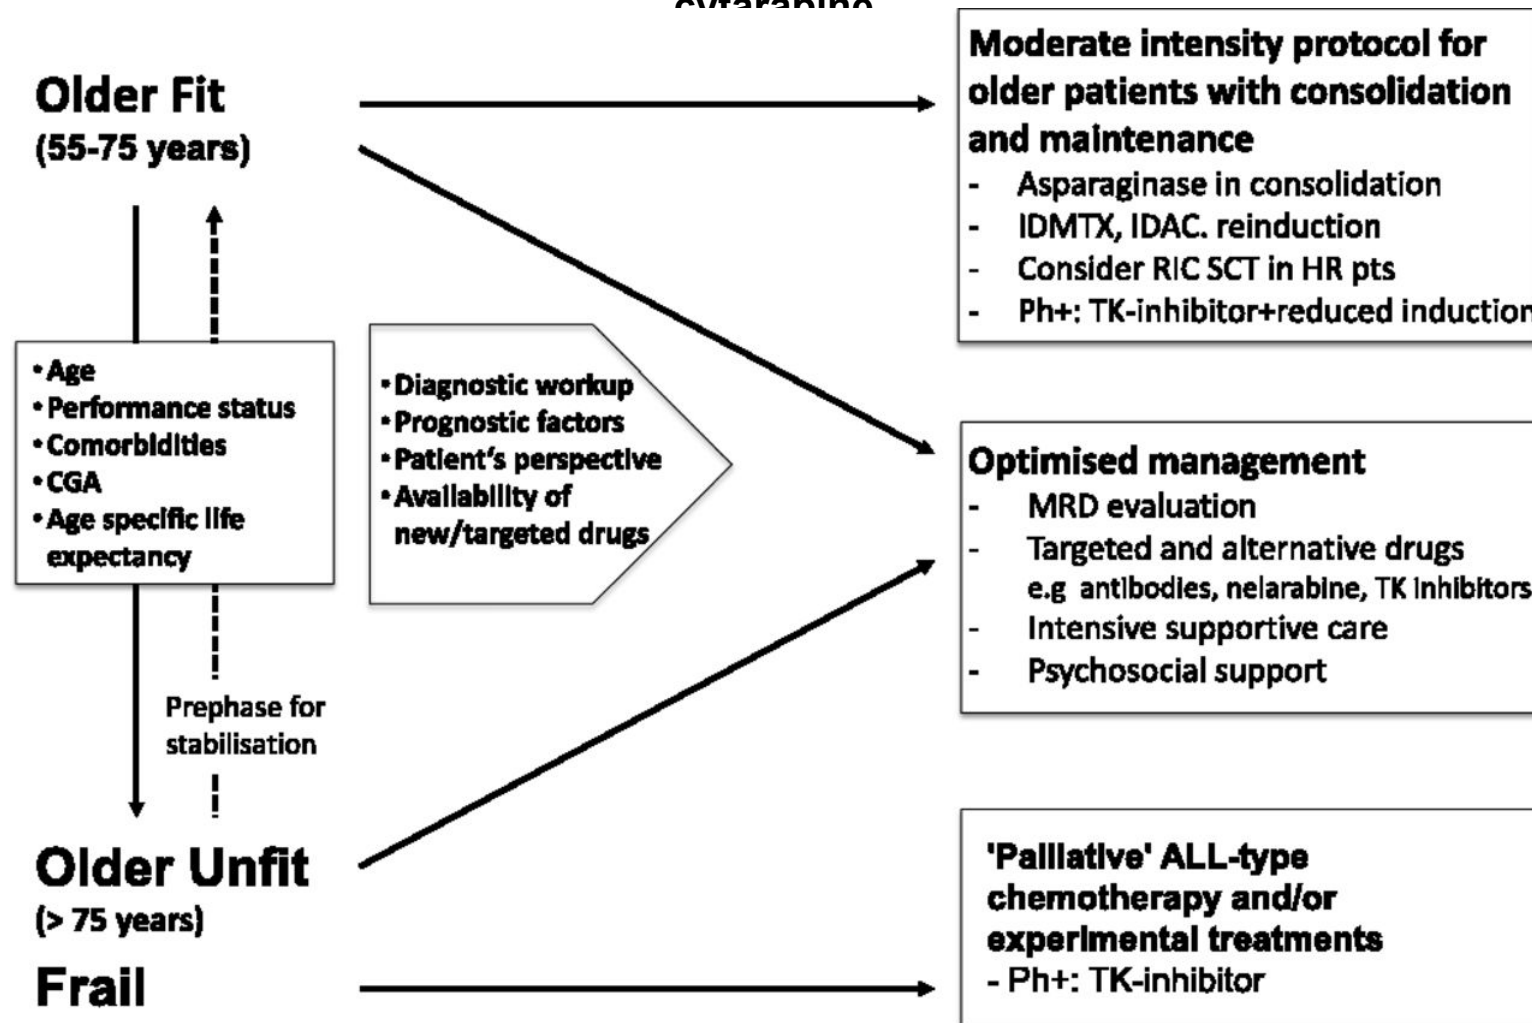 cytarabine
Older Fit
(55-75 years)
Moderate intensity protocol for
older patients with consolidation
and maintenance
- Asparaginase in consolidation
- IDMTX, IDAC. reinduction
- Consider RIC SCT in HR pts
- Ph+: TK-inhibitor+reduced induction
• Age
• Performance status
• Comorbidities
• CGA
• Age specific life
expectancy
• Diagnostic workup
• Prognostic factors
• Patient's perspective
• Availability of
new/targeted drugs
Optimised management
- MRD evaluation
- Targeted and alternative drugs
e.g antibodies, nelarabine, TK inhibitors
- Intensive supportive care
- Psychosocial support
Prephase for
stabilisation
Older Unfit
(> 75 years)
Frail
'Palliative' ALL-type
chemotherapy and/or
experimental treatments
- Ph+: TK-inhibitor